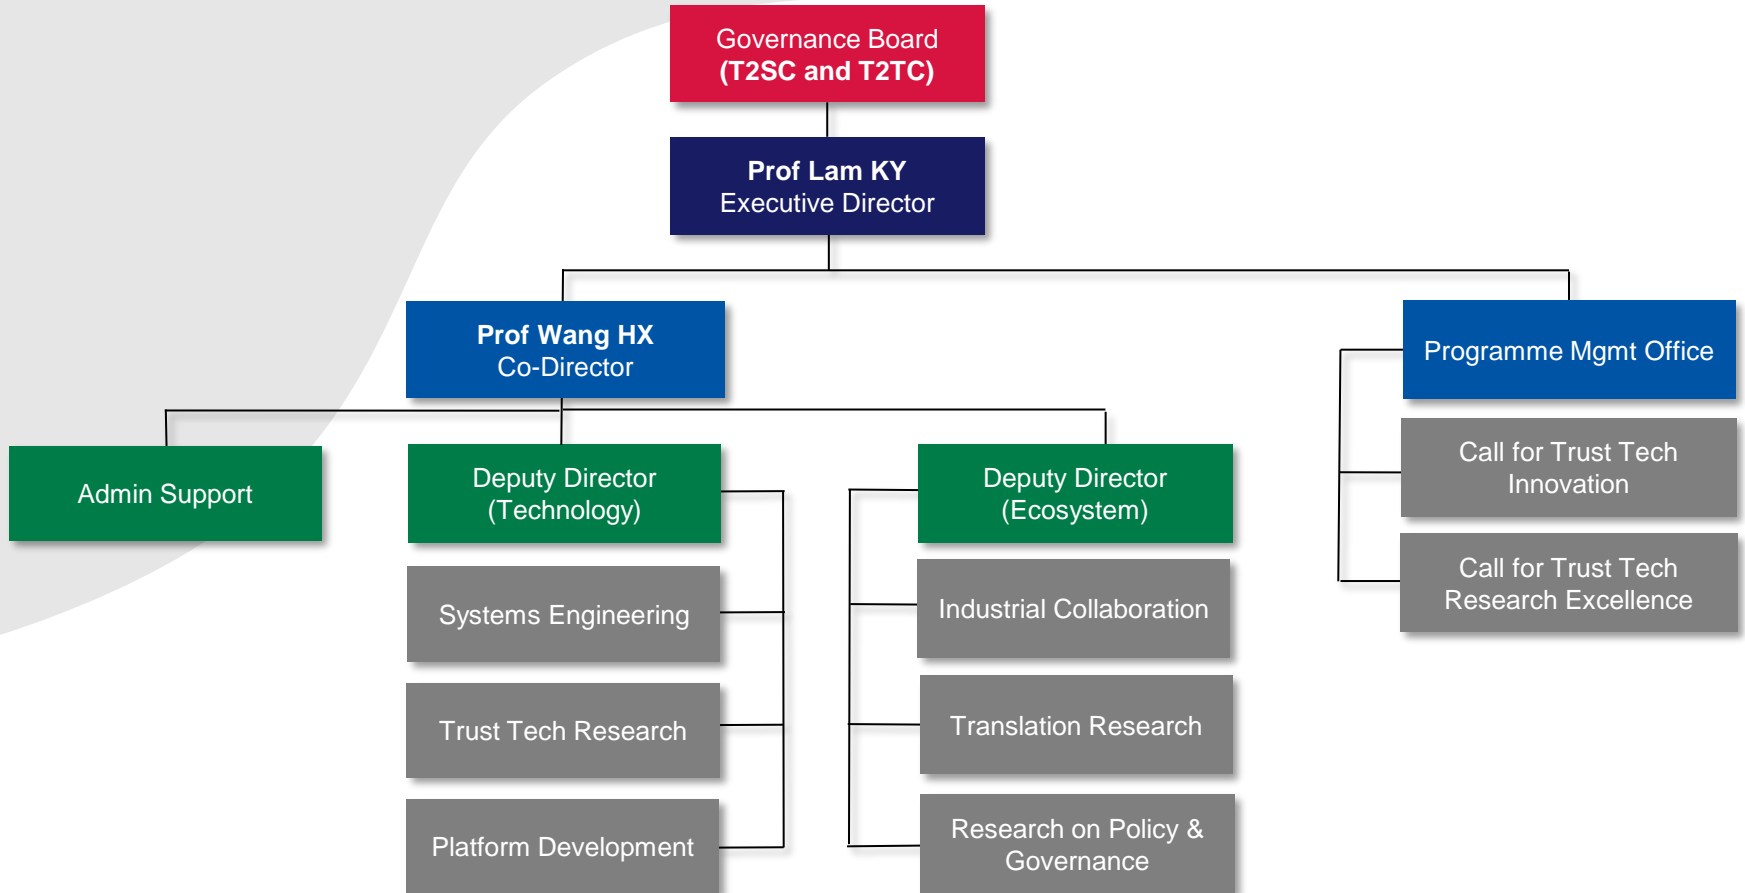 Governance Board
(T2SC and T2TC)
Prof Lam KY
Executive Director
Prof Wang HX
Co-Director
Programme Mgmt Office
Admin Support
Deputy Director
(Technology)
Deputy Director
(Ecosystem)
Call for Trust Tech
Innovation
Systems Engineering
Industrial Collaboration
Call for Trust Tech
Research Excellence
Trust Tech Research
Translation Research
Platform Development
Research on Policy &
Governance